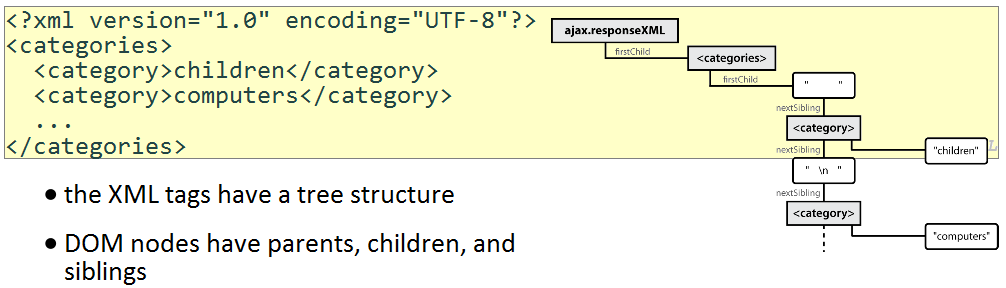 <?xml version="1.0" encoding="UTF-8"?>
<categories>
  <category>children</category>
  <category>computers</category>
  ...
</categories>
ajax.responseXML
firstChild
<categories>
firstChild
"     "
nextSibling
<category>
nextSibling
"children"
"  \n  "
nextSibling
<category>
"computers"
• the XML tags have a tree structure
• DOM nodes have parents, children, and
siblings